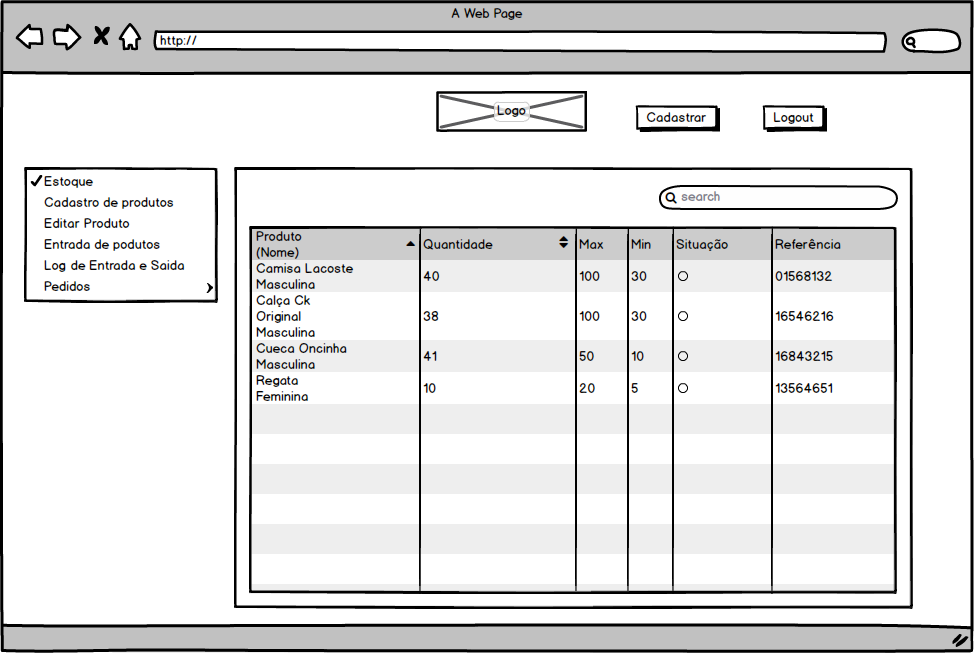 A Web Page
http://
Logo
Cadastrar
Logout
Estoque
Cadastro de produtos
Editar Produto
Entrada de podutos
Log de Entrada e Saida
Pedidos
search
Produto
(Nome)
Quantidade
Max
Min
Situação
Referência
Camisa Lacoste
Masculina
40
100
30
01568132
Calça Ck
Original
Masculina
38
100
30
16546216
Cueca Oncinha
Masculina
41
50
10
16843215
Regata
Feminina
10
20
5
13564651